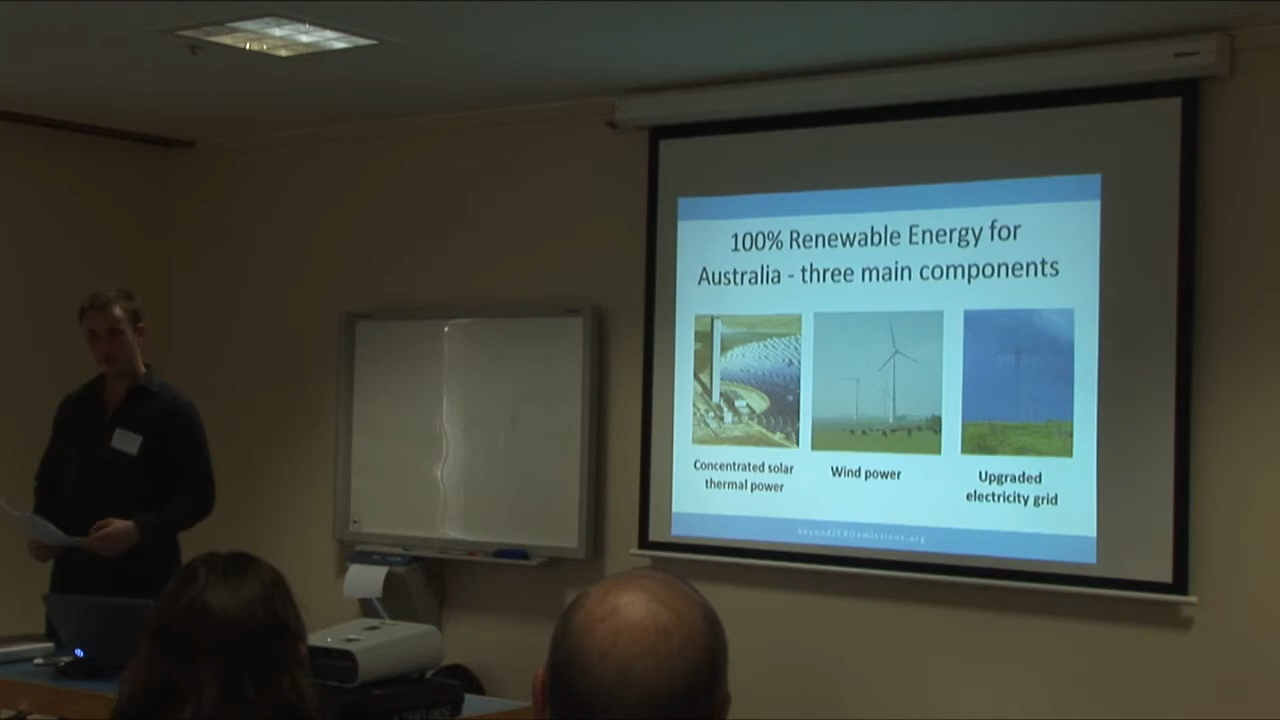 100% Renewable Energy for
Australia - three main components
Concentrated solar
thermal power
Wind power
Upgraded
electricity grid
beyondZEROemissions.org